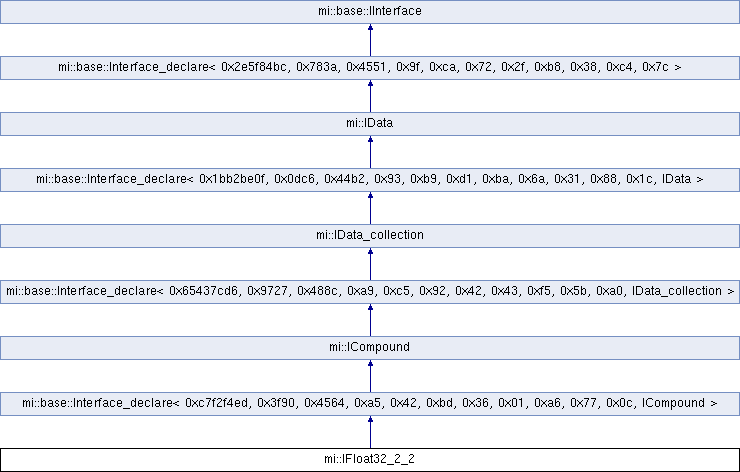 mi::base::IInterface
mi::base::Interface_declare< 0x2e5f84bc, 0x783a, 0x4551, 0x9f, 0xca, 0x72, 0x2f, 0xb8, 0x38, 0xc4, 0x7c >
mi::IData
mi::base::Interface_declare< 0x1bb2be0f, 0x0dc6, 0x44b2, 0x93, 0xb9, 0xd1, 0xba, 0x6a, 0x31, 0x88, 0x1c, IData >
mi::IData_collection
mi::base::Interface_declare< 0x65437cd6, 0x9727, 0x488c, 0xa9, 0xc5, 0x92, 0x42, 0x43, 0xf5, 0x5b, 0xa0, IData_collection >
mi::ICompound
mi::base::Interface_declare< 0xc7f2f4ed, 0x3f90, 0x4564, 0xa5, 0x42, 0xbd, 0x36, 0x01, 0xa6, 0x77, 0x0c, ICompound >
mi::IFloat32_2_2